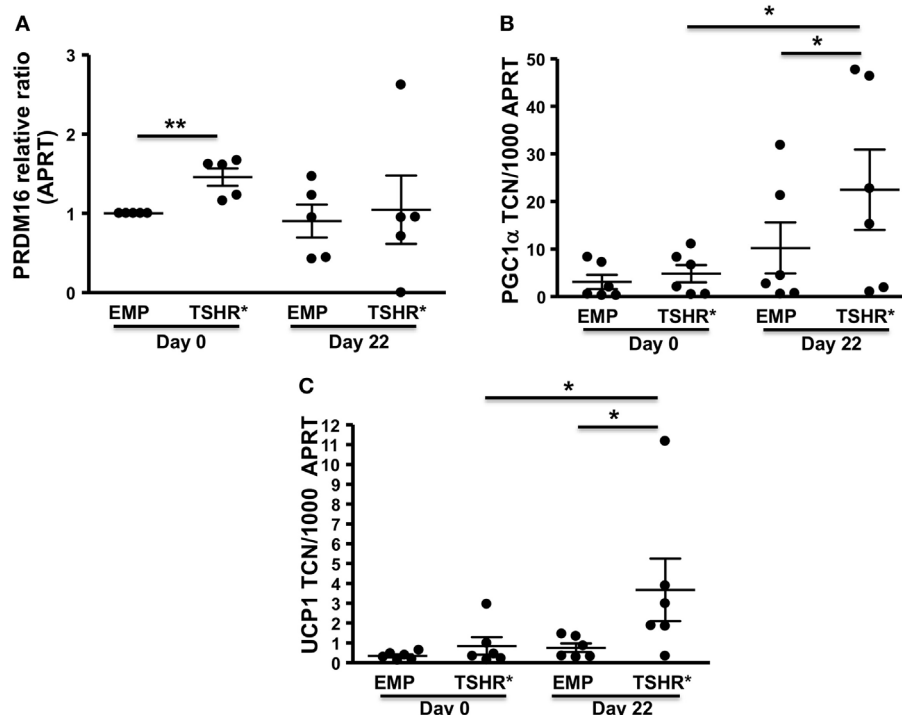 A
PRDM16 relative ratio
(APRT)
3
2
1
0
**
EMP TSHR* EMP TSHR*
Day 0 Day 22
B
PGC1α TCN/1000 APRT
50
40
30
20
10
0
*
*
EMP TSHR* EMP TSHR*
Day 0 Day 22
C
UCP1 TCN/1000 APRT
12
11
10
9
8
7
6
5
4
3
2
1
0
*
*
EMP TSHR* EMP TSHR*
Day 0 Day 22